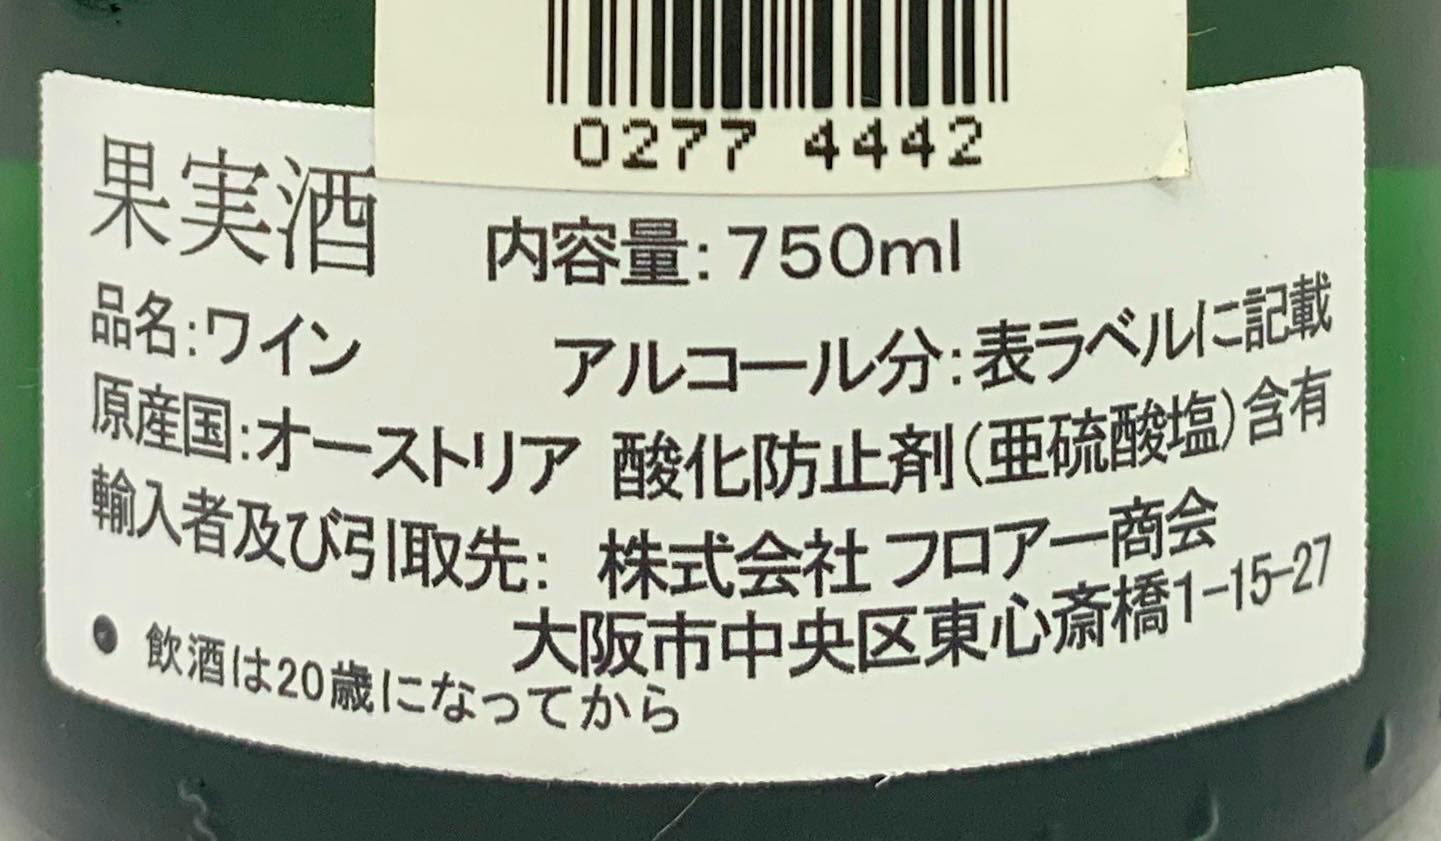 0277 4442
果実酒 内容量:750ml
品名:ワイン アルコール分:表ラベルに記載
原産国:オーストリア 酸化防止剤(亜硫酸塩)含有
輸入者及び引取先: 株式会社 フロアー商会
大阪市中央区東心斎橋1-15-27
● 飲酒は20歳になってから